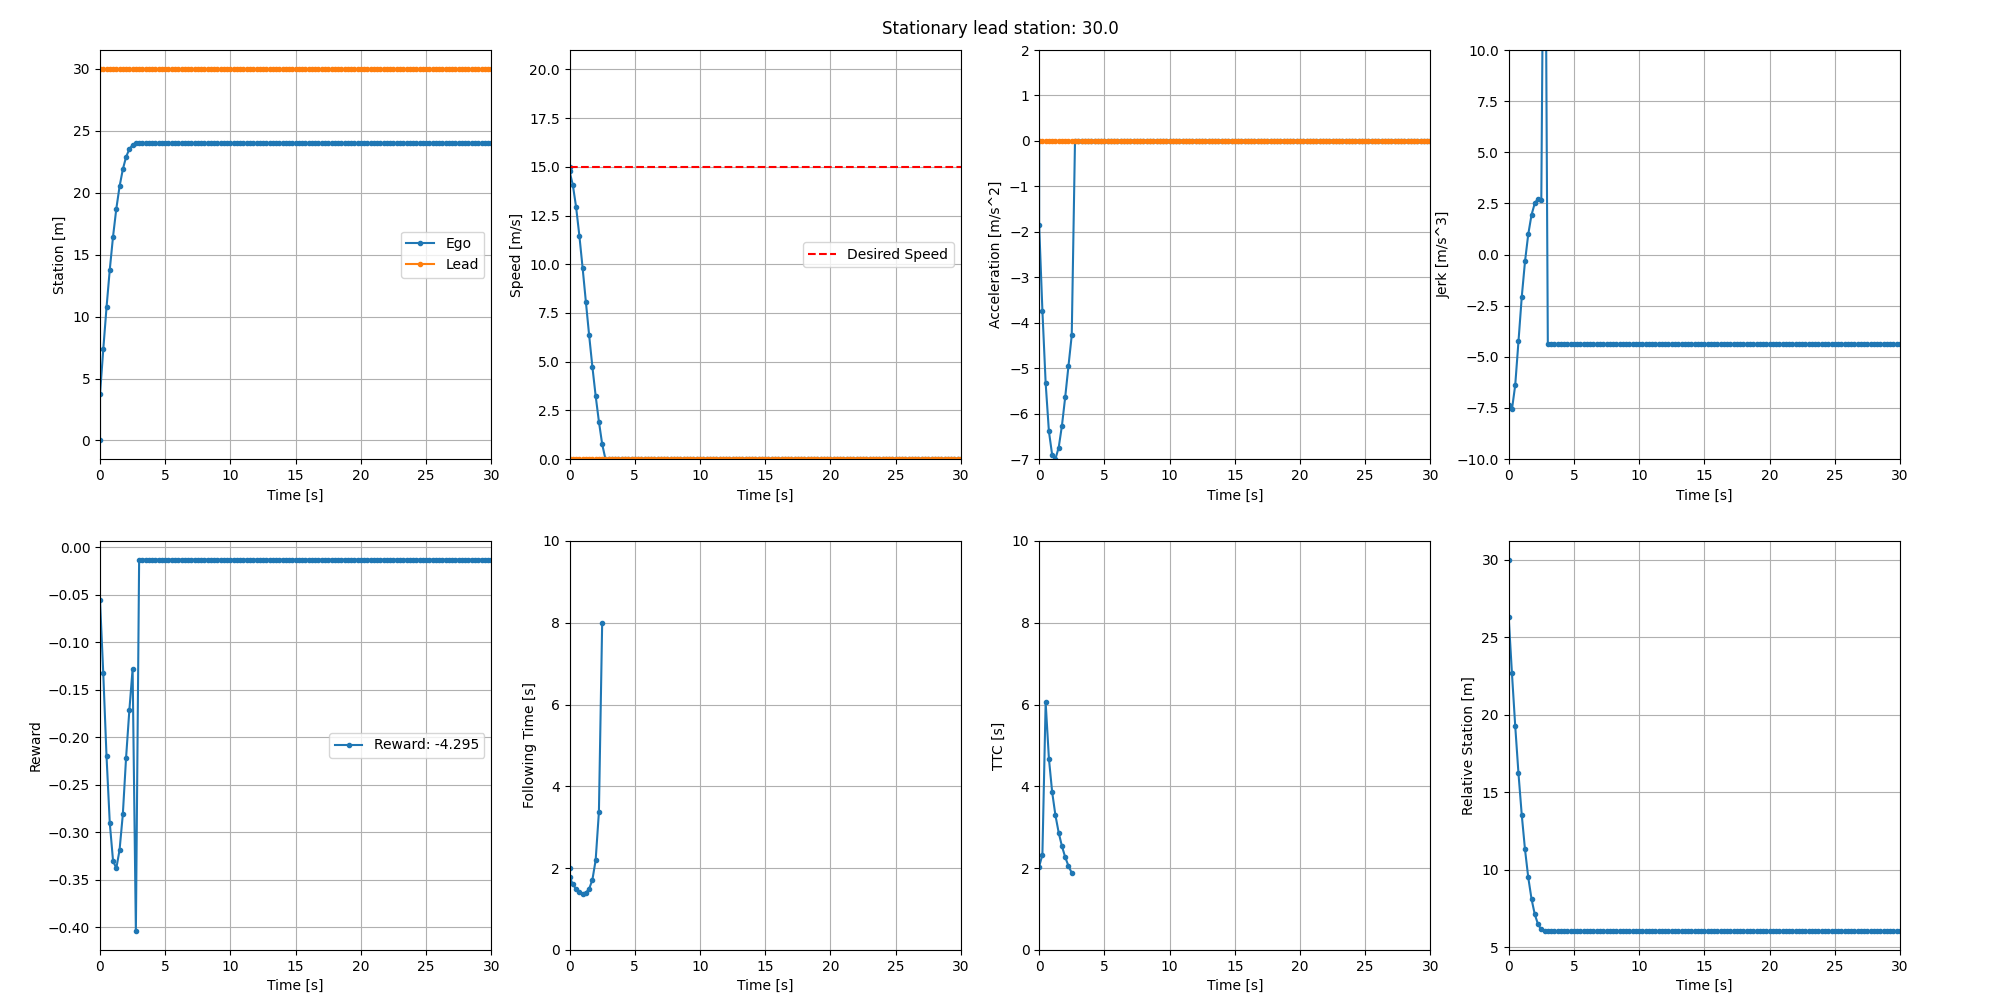 Stationary lead station: 30.0
30
25
20
15
10
5
0
Station [m]
Ego
Lead
0 5 10 15 20 25 30
Time [s]
20.0
17.5
15.0
12.5
10.0
7.5
5.0
2.5
0.0
Speed [m/s]
Desired Speed
0 5 10 15 20 25 30
Time [s]
2
1
0
−1
−2
−3
−4
−5
−6
−7
Acceleration [m/s^2]
0 5 10 15 20 25 30
Time [s]
10.0
7.5
5.0
2.5
0.0
−2.5
−5.0
−7.5
−10.0
Jerk [m/s^3]
0 5 10 15 20 25 30
Time [s]
0.00
−0.05
−0.10
−0.15
−0.20
−0.25
−0.30
−0.35
−0.40
Reward
Reward: -4.295
0 5 10 15 20 25 30
Time [s]
10
8
6
4
2
0
Following Time [s]
0 5 10 15 20 25 30
Time [s]
10
8
6
4
2
0
TTC [s]
0 5 10 15 20 25 30
Time [s]
30
25
20
15
10
5
Relative Station [m]
0 5 10 15 20 25 30
Time [s]